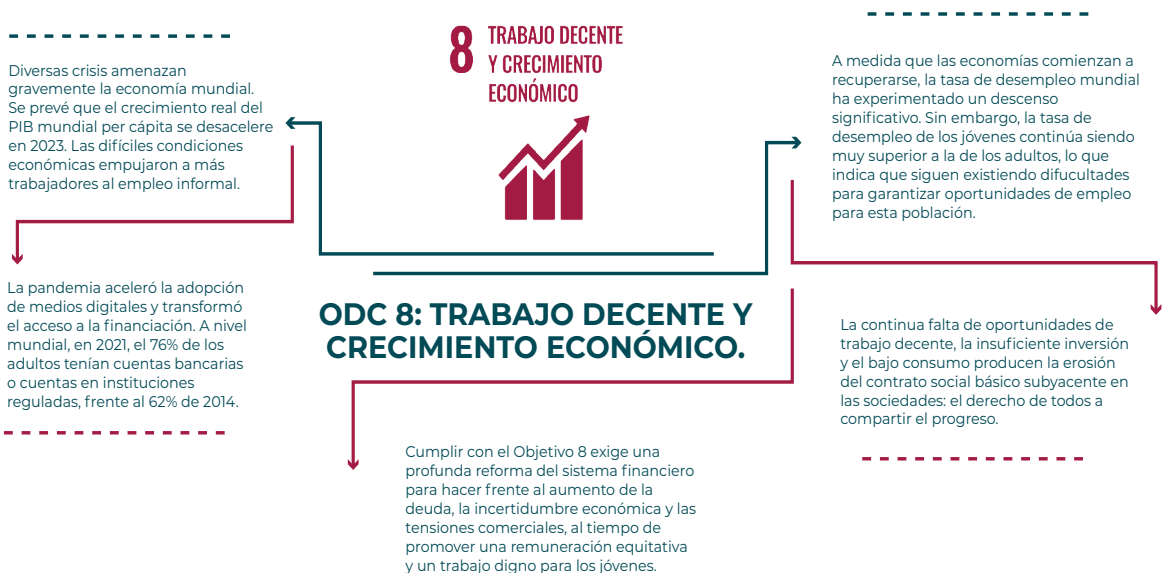 8 TRABAJO DECENTE
Y CRECIMIENTO
ECONÓMICO
Diversas crisis amenazan
gravemente la economía mundial.
Se prevé que el crecimiento real del
PIB mundial per cápita se desacelere
en 2023. Las difíciles condiciones
económicas empujaron a más
trabajadores al empleo informal.
A medida que las economías comienzan a
recuperarse, la tasa de desempleo mundial
ha experimentado un descenso
significativo. Sin embargo, la tasa de
desempleo de los jóvenes continúa siendo
muy superior a la de los adultos, lo que
indica que siguen existiendo difucultades
para garantizar oportunidades de empleo
para esta población.
La pandemia aceleró la adopción
de medios digitales y transformó
el acceso a la financiación. A nivel
mundial, en 2021, el 76% de los
adultos tenían cuentas bancarias
o cuentas en instituciones
reguladas, frente al 62% de 2014.
ODC 8: TRABAJO DECENTE Y
CRECIMIENTO ECONÓMICO.
La continua falta de oportunidades de
trabajo decente, la insuficiente inversión
y el bajo consumo producen la erosión
del contrato social básico subyacente en
las sociedades: el derecho de todos a
compartir el progreso.
Cumplir con el Objetivo 8 exige una
profunda reforma del sistema financiero
para hacer frente al aumento de la
deuda, la incertidumbre económica y las
tensiones comerciales, al tiempo de
promover una remuneración equitativa
y un trabajo digno para los jóvenes.